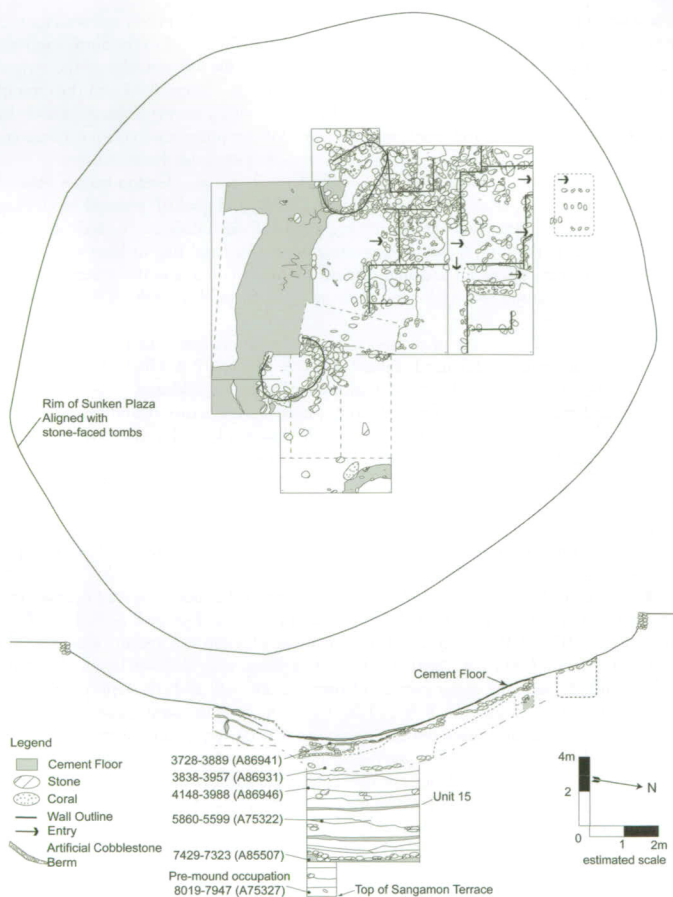 Rim of Sunken Plaza
Aligned with
stone-faced tombs
Cement Floor
Legend
Cement Floor
Stone
Coral
Wall Outline
Entry
Artificial Cobblestone
Berm
3728-3889 (A86941)
3838-3957 (A86931)
4148-3988 (A86946)
Unit 15
5860-5599 (A75322)
7429-7323 (A85507)
Pre-mound occupation
8019-7947 (A75327)
Top of Sangamon Terrace
4m
2
N
0
1
2m
estimated scale